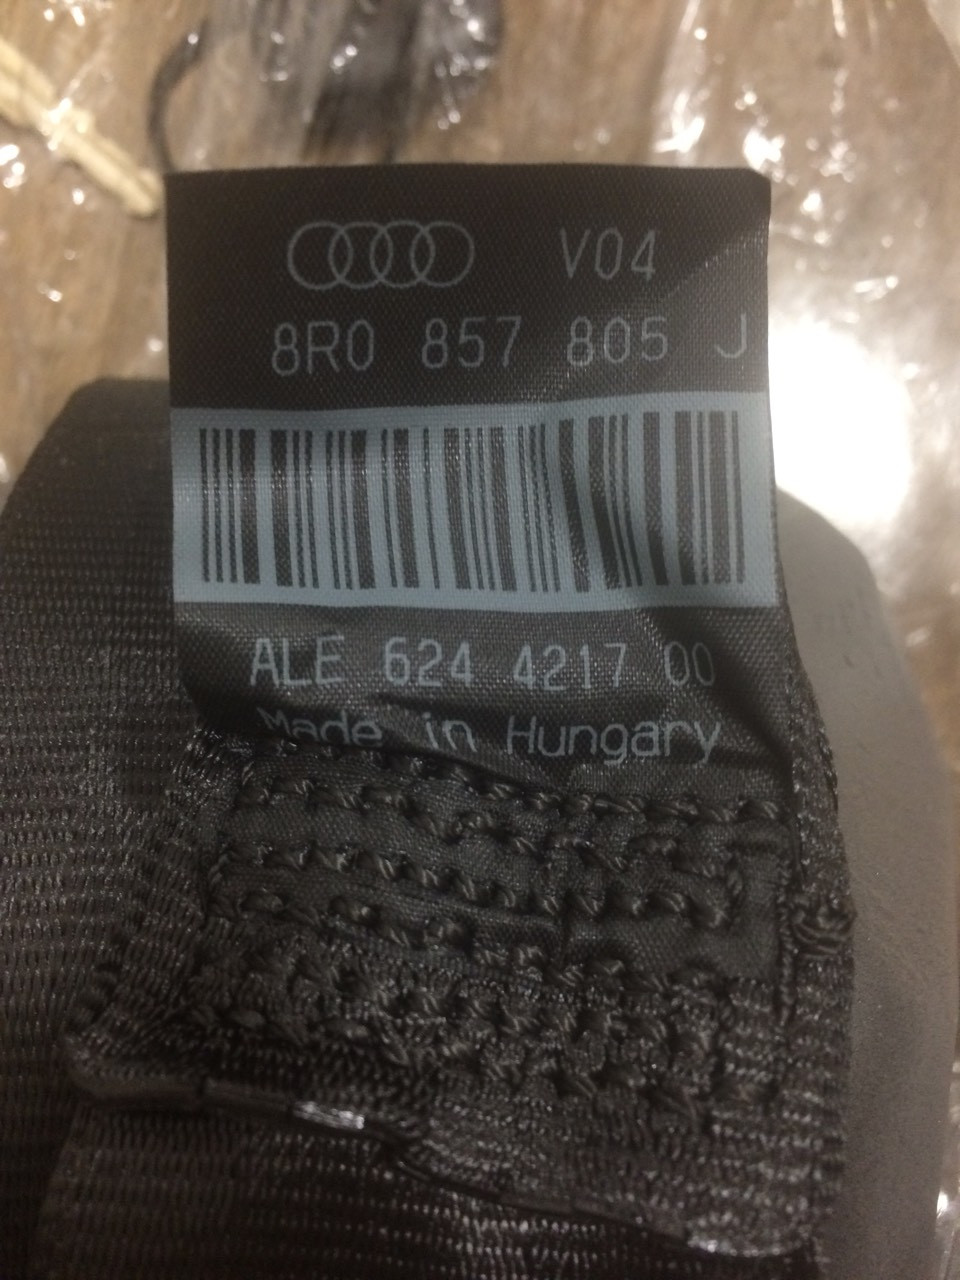 V04
8R0 857 805 J
ALE 624 4217 00
Made in Hungary